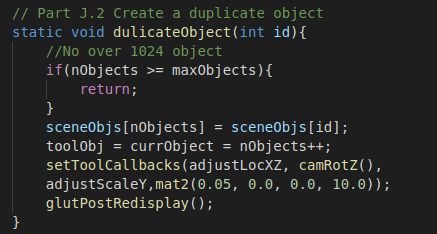 // Part J.2 Create a duplicate object
static void dulicateObject(int id){
//No over 1024 object
if(nObjects >= maxObjects){
return;
}
sceneObjs[nObjects] = sceneObjs[id];
toolObj = currObject = nObjects++;
setToolCallbacks(adjustLocXZ, camRotZ(),
adjustScaleY,mat2(0.05, 0.0, 0.0, 10.0));
glutPostRedisplay();
}